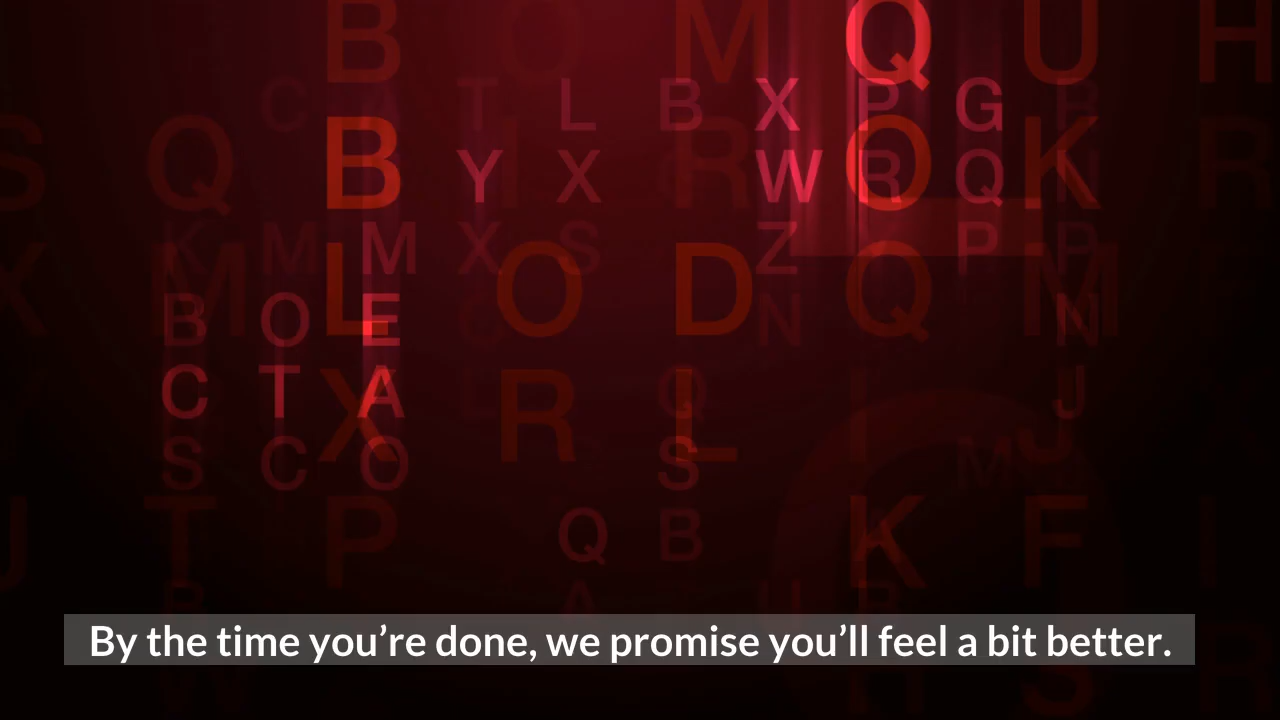 B O M Q U H
C A T L B X P G R
S Q B I R O K R
Y X W R Q N
K M M X S Z P P
X M L O D Q M
B O E N N
C T A Q J
X R L I J
S C O S M
Q B
J T P K F I
By the time you’re done, we promise you’ll feel a bit better.